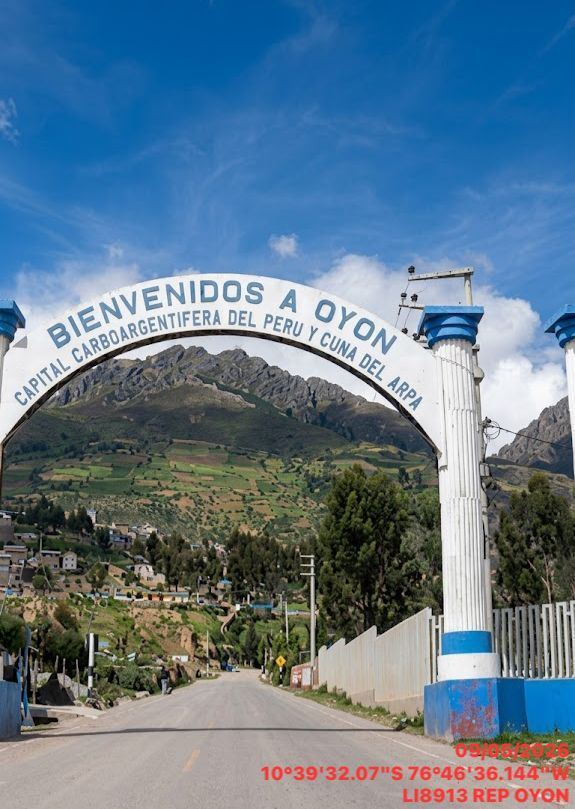 BIENVENIDOS A OYON
CAPITAL CARBOARGENTIFERA DEL PERU Y CUNA DEL ARPA
09/05/2026
10°39'32.07"S 76°46'36.144"W
LI8913 REP OYON